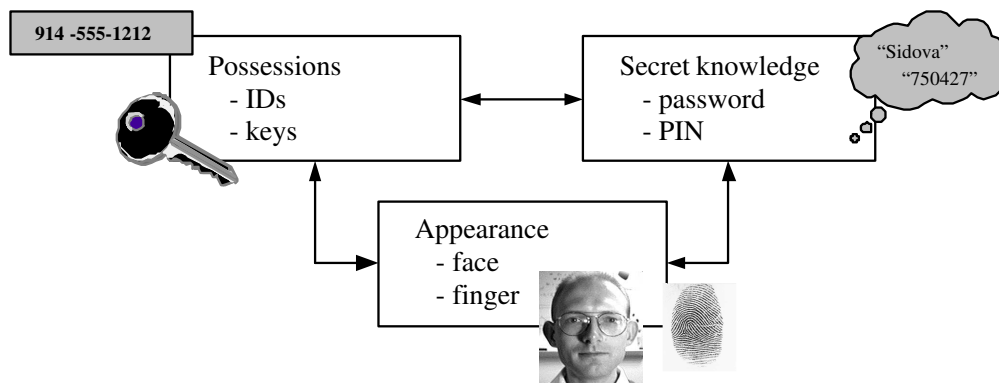 914 -555-1212
Possessions
- IDs
- keys
Secret knowledge
- password
- PIN
“Sidova”
“750427”
Appearance
- face
- finger